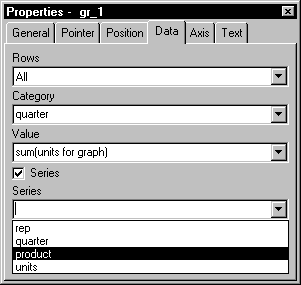 Properties - gr_1
General Pointer Position Data Axis Text
Rows
All
Category
quarter
Value
sum(units for graph)
Series
Series
rep
quarter
product
units